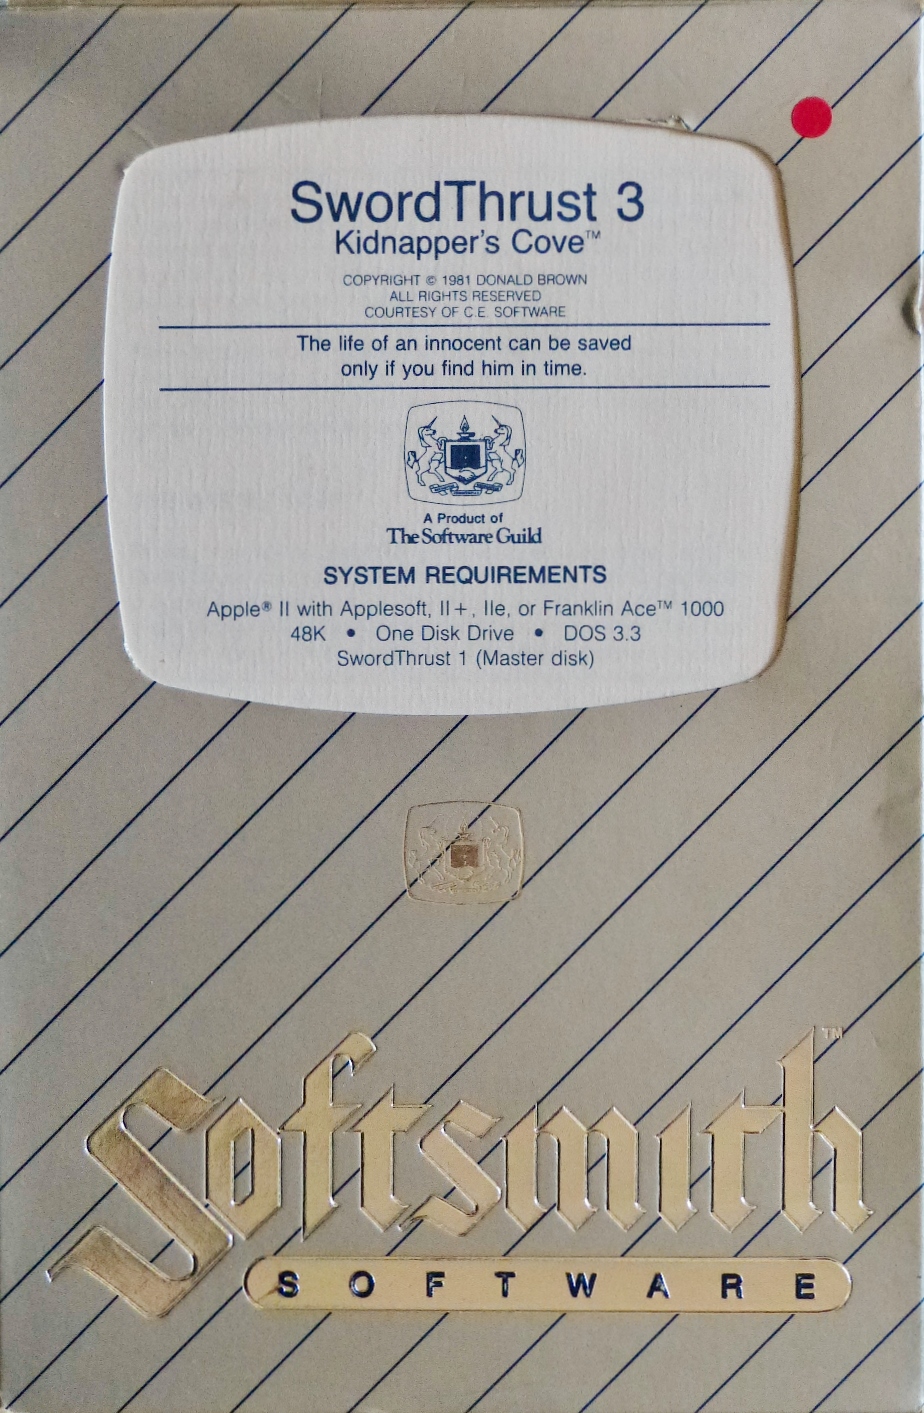 SwordThrust 3
Kidnapper's Cove™
COPYRIGHT © 1981 DONALD BROWN
ALL RIGHTS RESERVED
COURTESY OF C.E. SOFTWARE
The life of an innocent can be saved
only if you find him in time.
A Product of
The Software Guild
SYSTEM REQUIREMENTS
Apple® II with Applesoft, II+, IIe, or Franklin Ace™ 1000
48K • One Disk Drive • DOS 3.3
SwordThrust 1 (Master disk)
Softsmith™
SOFTWARE